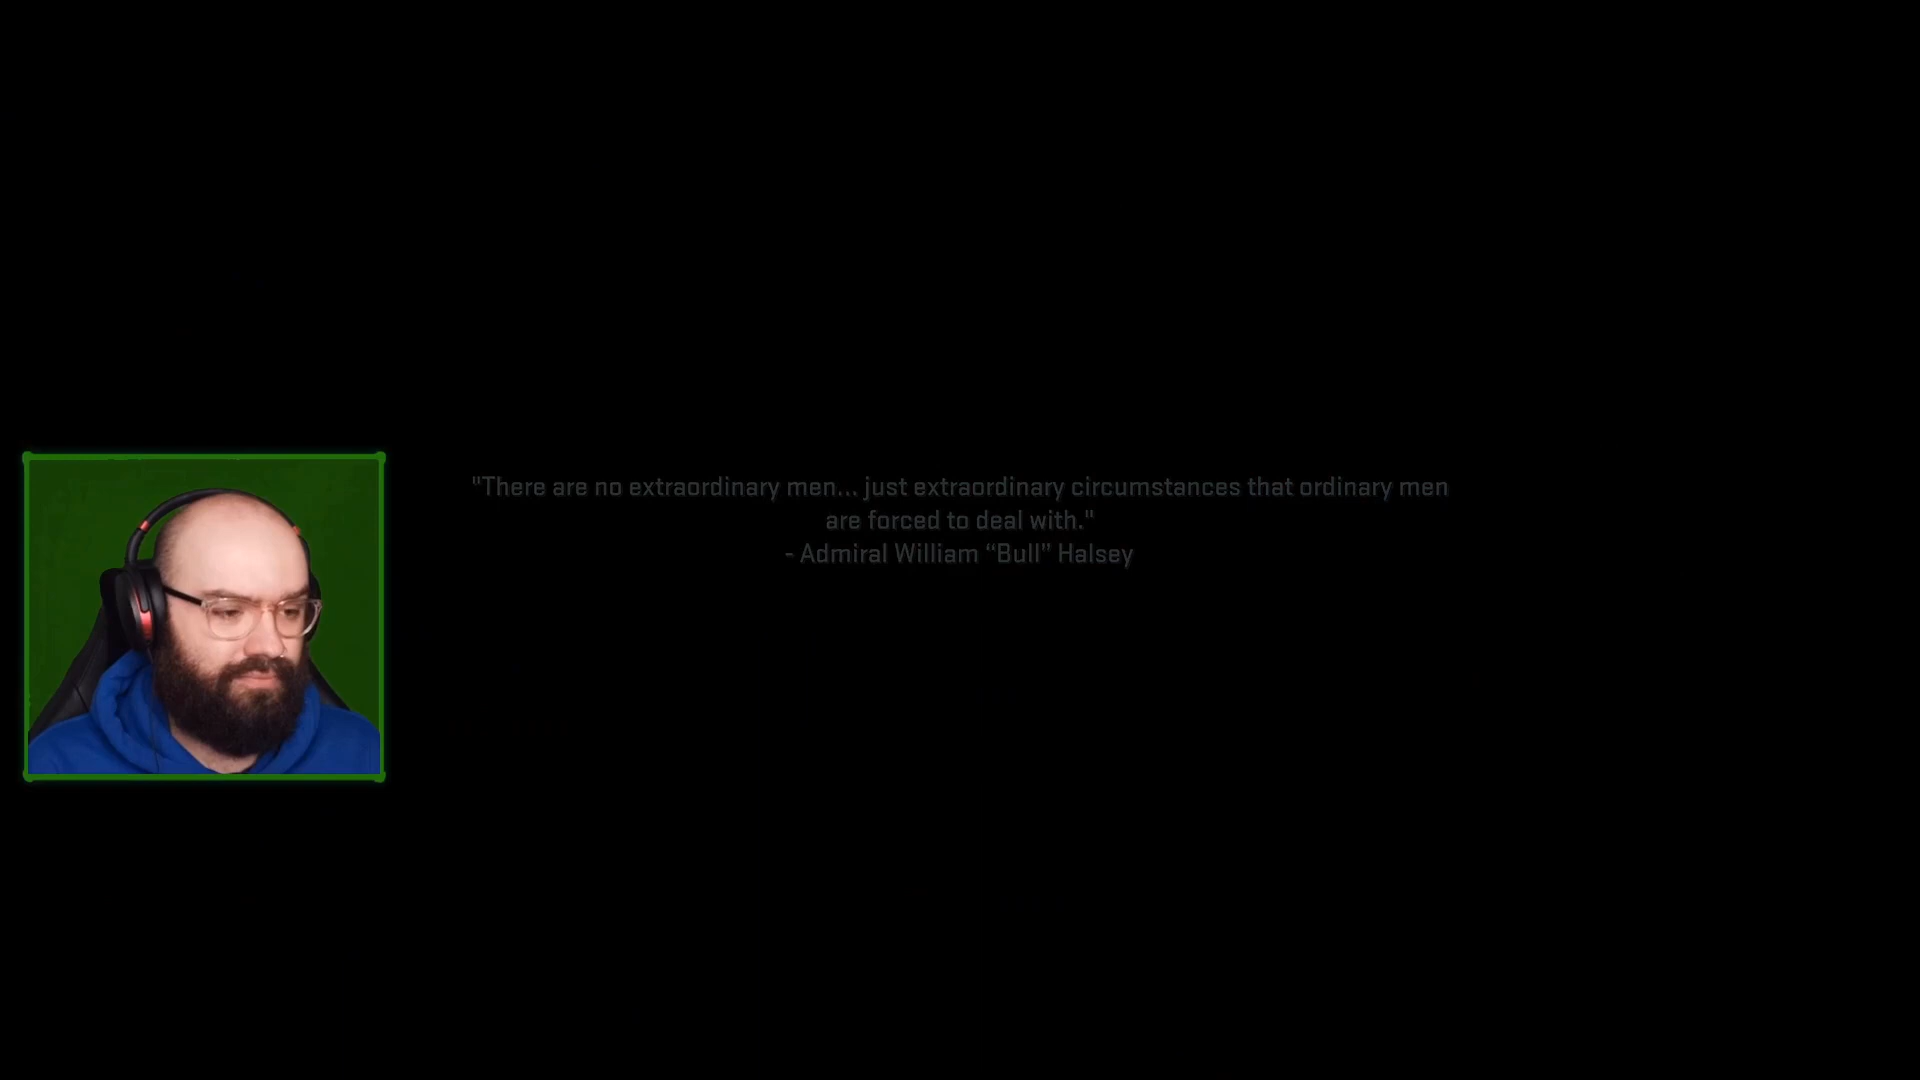 "There are no extraordinary men... just extraordinary circumstances that ordinary men
are forced to deal with."
- Admiral William “Bull” Halsey